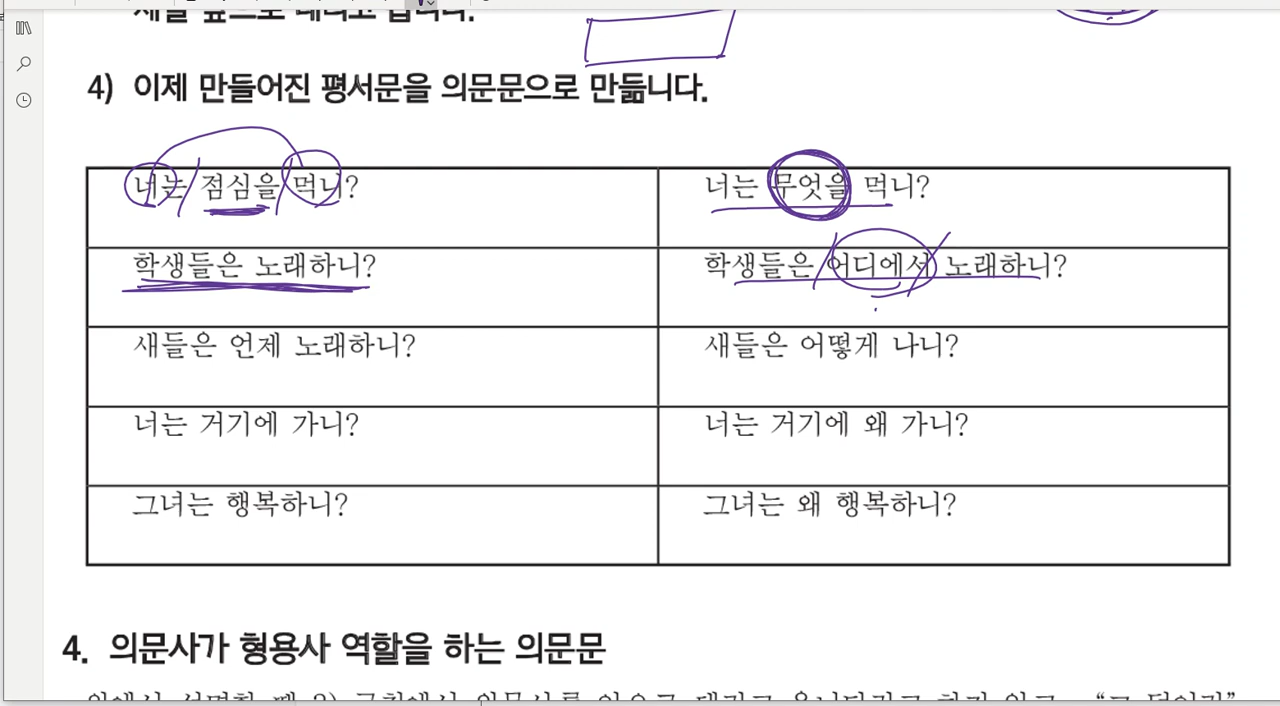 4) 이제 만들어진 평서문을 의문문으로 만듦니다.
너는 점심을 먹니?
너는 무엇을 먹니?
학생들은 노래하니?
학생들은 어디에서 노래하니?
새들은 언제 노래하니?
새들은 어떻게 나니?
너는 거기에 가니?
너는 거기에 왜 가니?
그녀는 행복하니?
그녀는 왜 행복하니?
4. 의문사가 형용사 역할을 하는 의문문